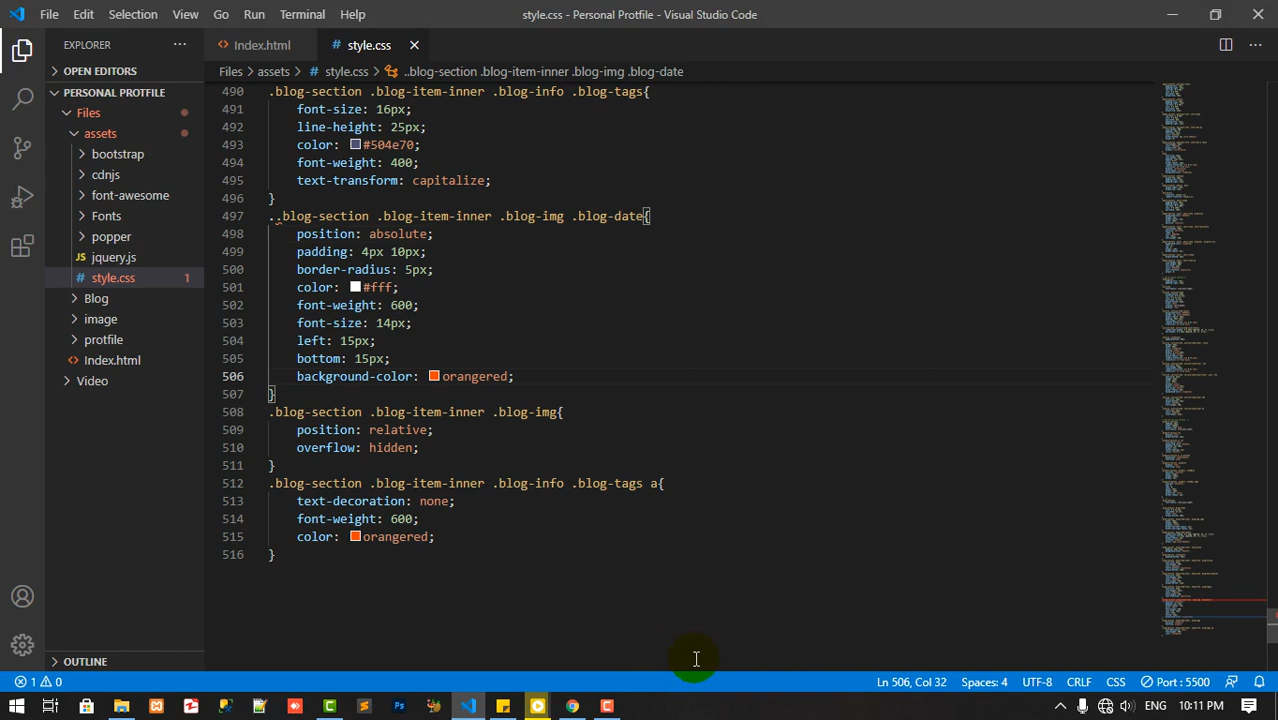 File Edit Selection View Go Run Terminal Help style.css - Personal Protfile - Visual Studio Code
EXPLORER
Index.html style.css
OPEN EDITORS
Files assets style.css ..blog-section .blog-item-inner .blog-img .blog-date
PERSONAL PROTFILE
Files
assets
bootstrap
cdnjs
font-awesome
Fonts
popper
jquery.js
style.css 1
Blog
image
profile
Index.html
Video
OUTLINE
490 .blog-section .blog-item-inner .blog-info .blog-tags{
491 font-size: 16px;
492 line-height: 25px;
493 color: #504e70;
494 font-weight: 400;
495 text-transform: capitalize;
496 }
497 ..blog-section .blog-item-inner .blog-img .blog-date{
498 position: absolute;
499 padding: 4px 10px;
500 border-radius: 5px;
501 color: #fff;
502 font-weight: 600;
503 font-size: 14px;
504 left: 15px;
505 bottom: 15px;
506 background-color: orangered;
507 }
508 .blog-section .blog-item-inner .blog-img{
509 position: relative;
510 overflow: hidden;
511 }
512 .blog-section .blog-item-inner .blog-info .blog-tags a{
513 text-decoration: none;
514 font-weight: 600;
515 color: orangered;
516 }
1 0 Ln 506, Col 32 Spaces: 4 UTF-8 CRLF CSS Port : 5500
ENG 10:11 PM